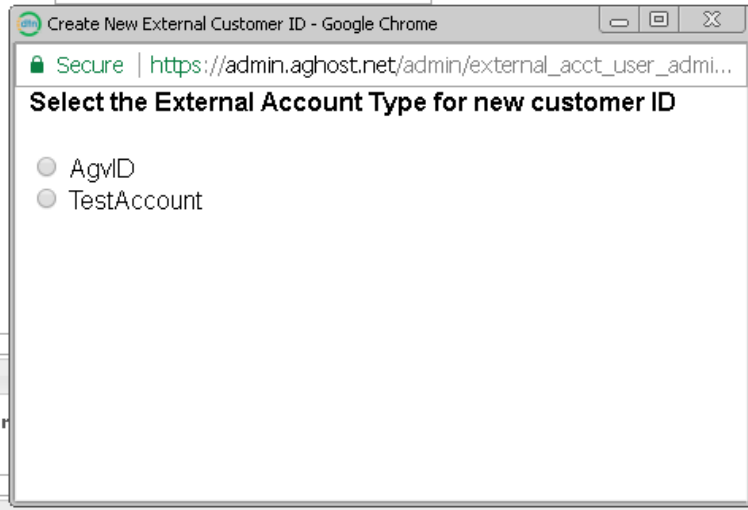 dtn Create New External Customer ID - Google Chrome
Secure | https://admin.aghost.net/admin/external_acct_user_admi...
Select the External Account Type for new customer ID
AgvID
TestAccount
r